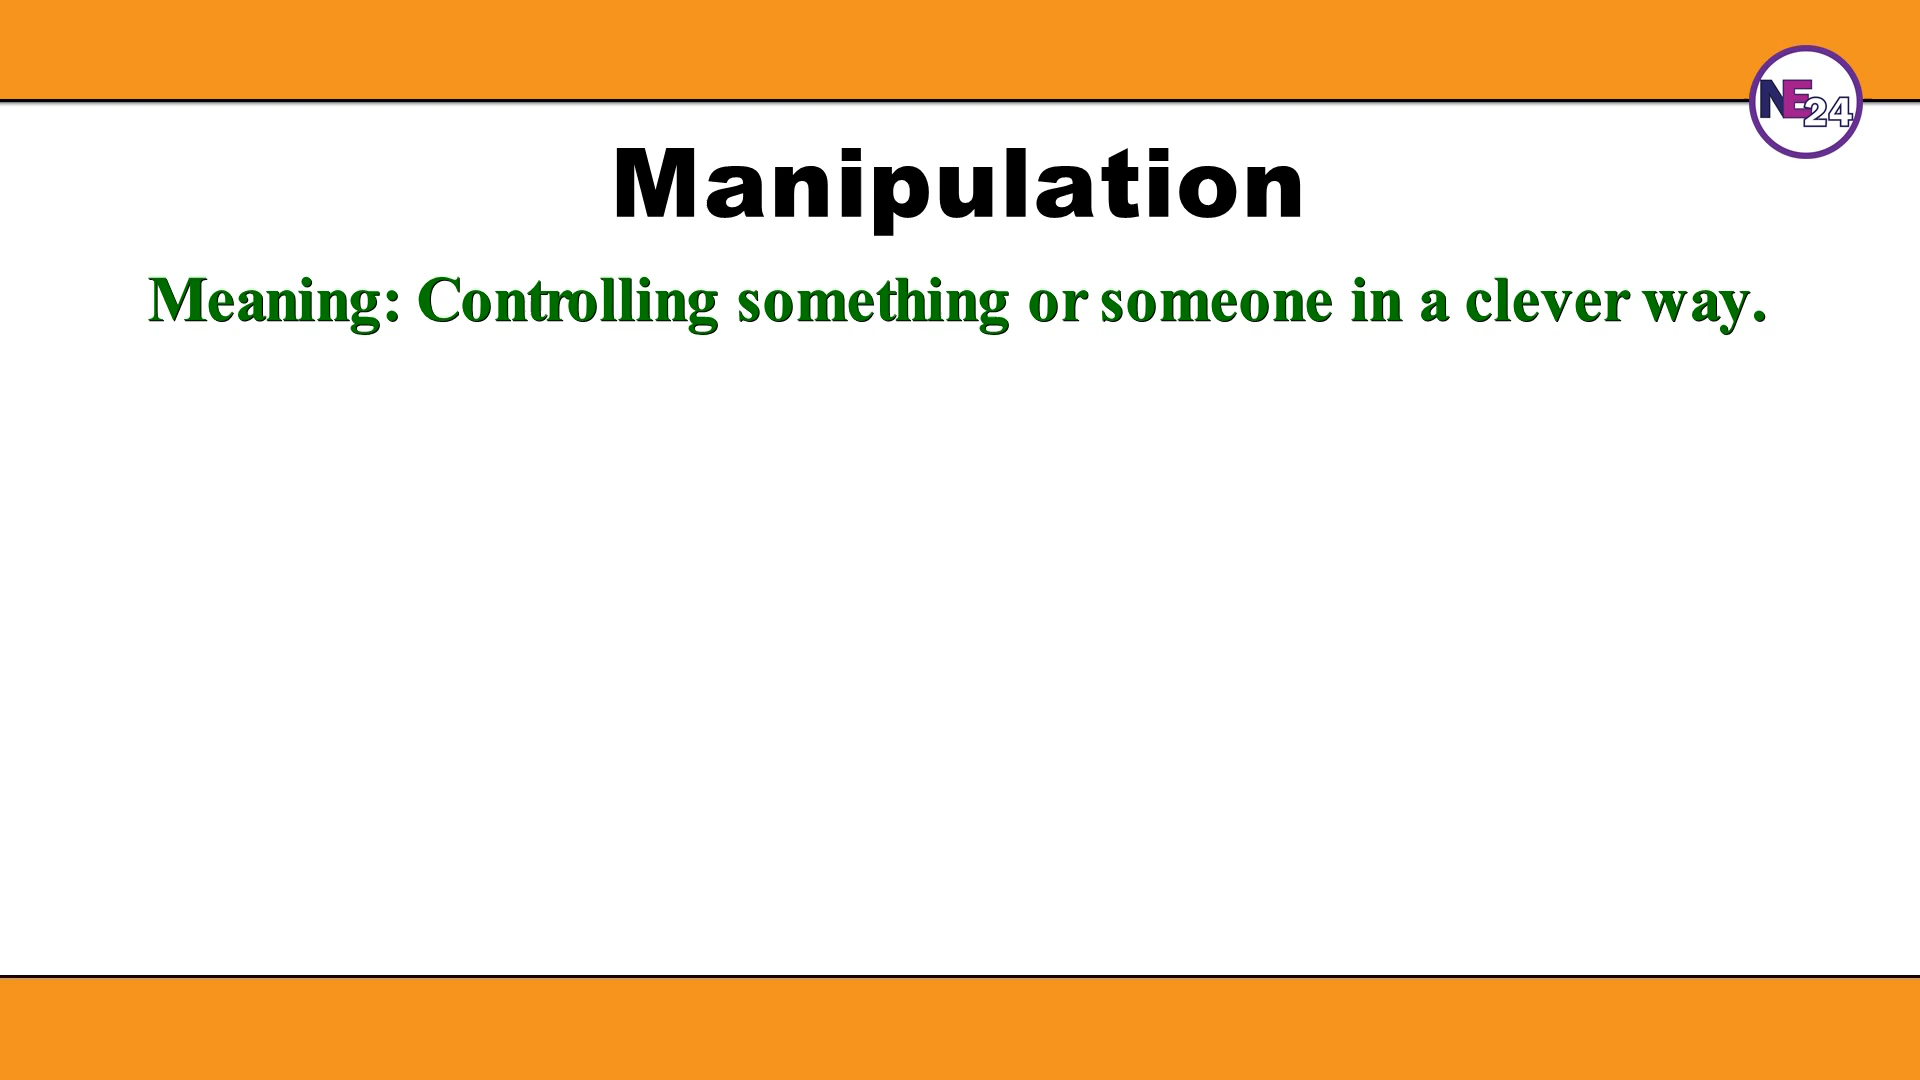 NE24
Manipulation
Meaning: Controlling something or someone in a clever way.